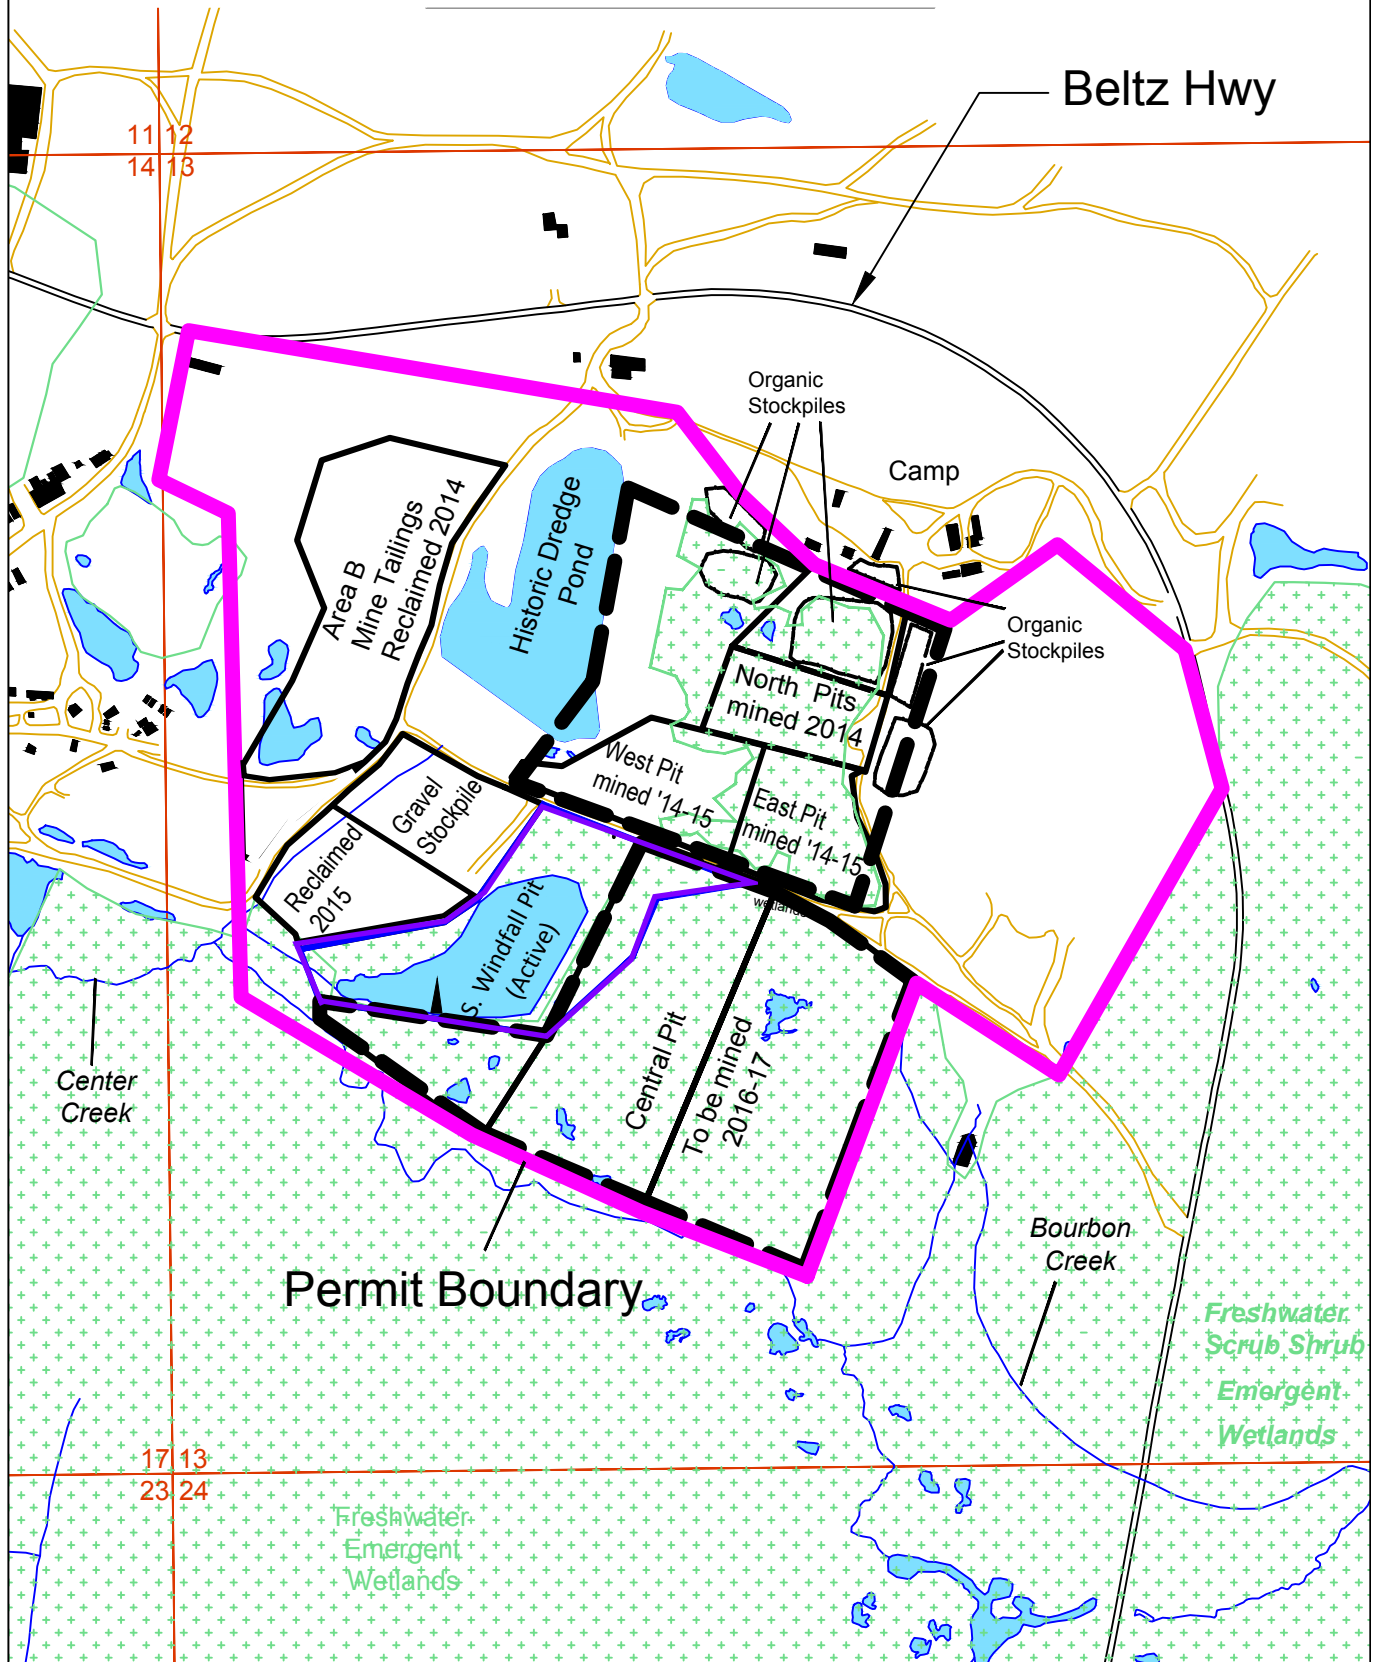 Beltz Hwy
11 12
14 13
Organic
Stockpiles
Camp
Historic Dredge
Pond
Area B
Mine Tailings
Reclaimed 2014
Organic
Stockpiles
North Pits
mined 2014
West Pit
mined '14-15
East Pit
mined '14-15
Gravel
Stockpile
Reclaimed
2015
wetlands
S. Windfall Pit
(Active)
Central Pit
To be mined
2016-17
Center
Creek
Bourbon
Creek
Permit Boundary
Freshwater
Scrub Shrub
Emergent
Wetlands
17 13
23 24
Freshwater
Emergent
Wetlands